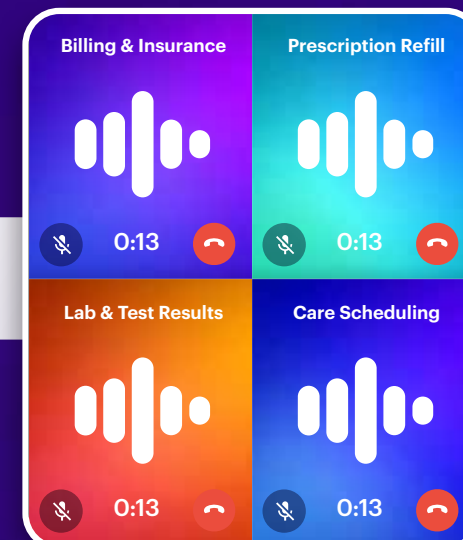 Billing & Insurance
Prescription Refill
0:13
0:13
Lab & Test Results
Care Scheduling
0:13
0:13